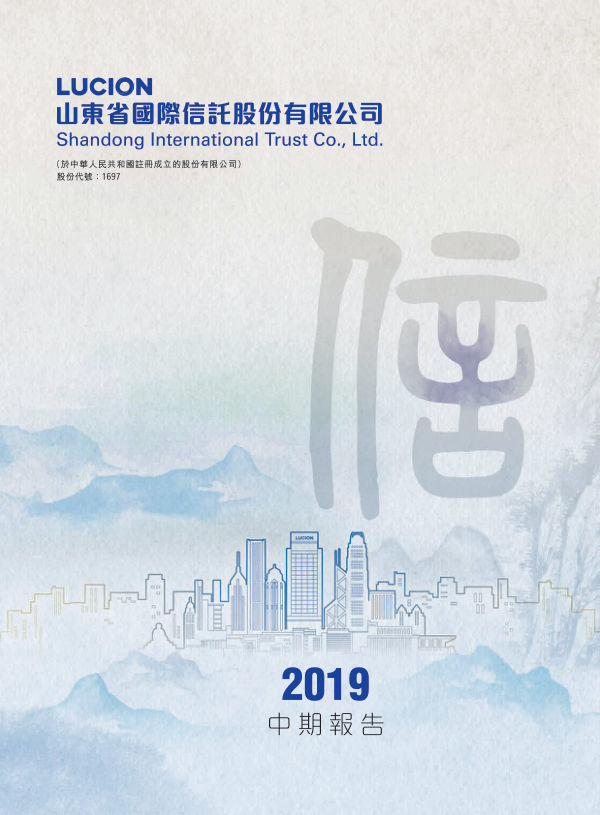 LUCION
山東省國際信託股份有限公司
Shandong International Trust Co., Ltd.
（於中華人民共和國註冊成立的股份有限公司）
股份代號：1697
信
LUCION
2019
中期報告